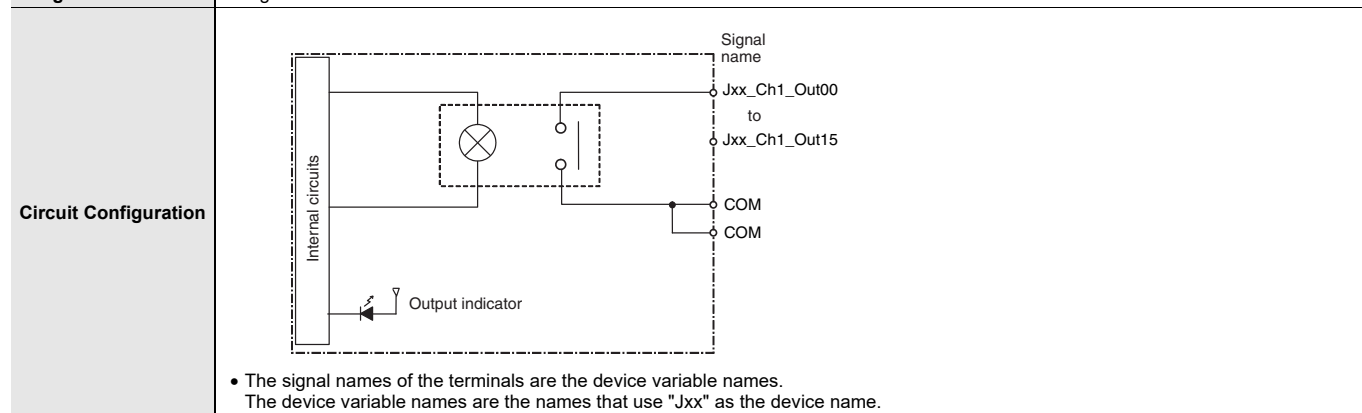 Circuit Configuration
Signal
name
Jxx_Ch1_Out00
to
Jxx_Ch1_Out15
COM
COM
Internal circuits
Output indicator
• The signal names of the terminals are the device variable names.
The device variable names are the names that use "Jxx" as the device name.